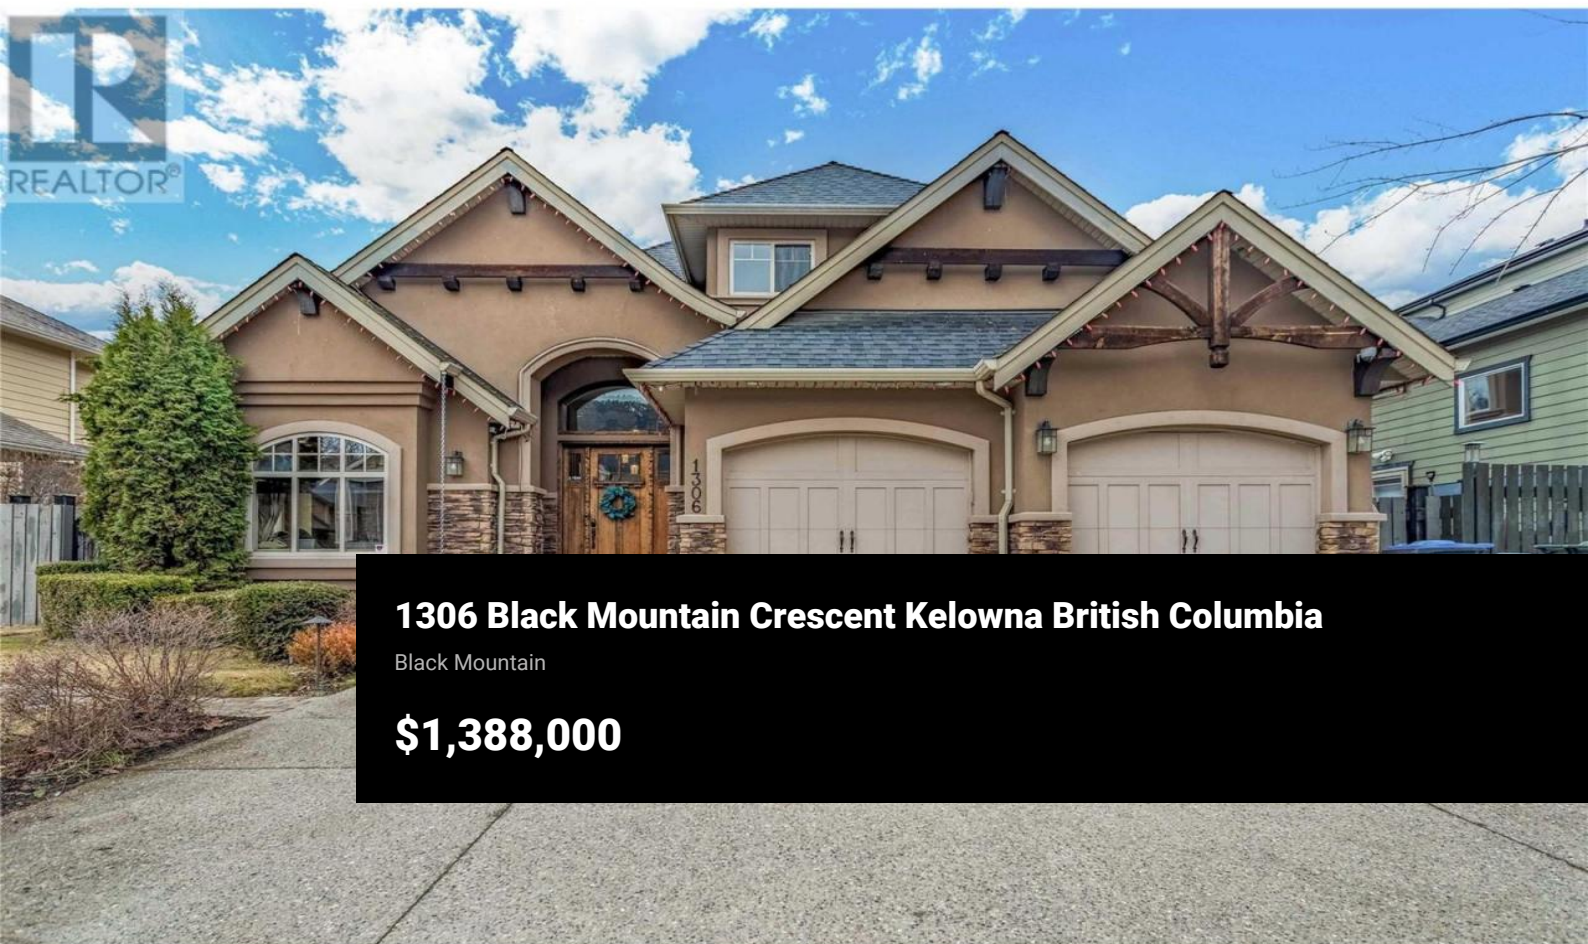 REALTOR®
1306
1306 Black Mountain Crescent Kelowna British Columbia
Black Mountain
$1,388,000